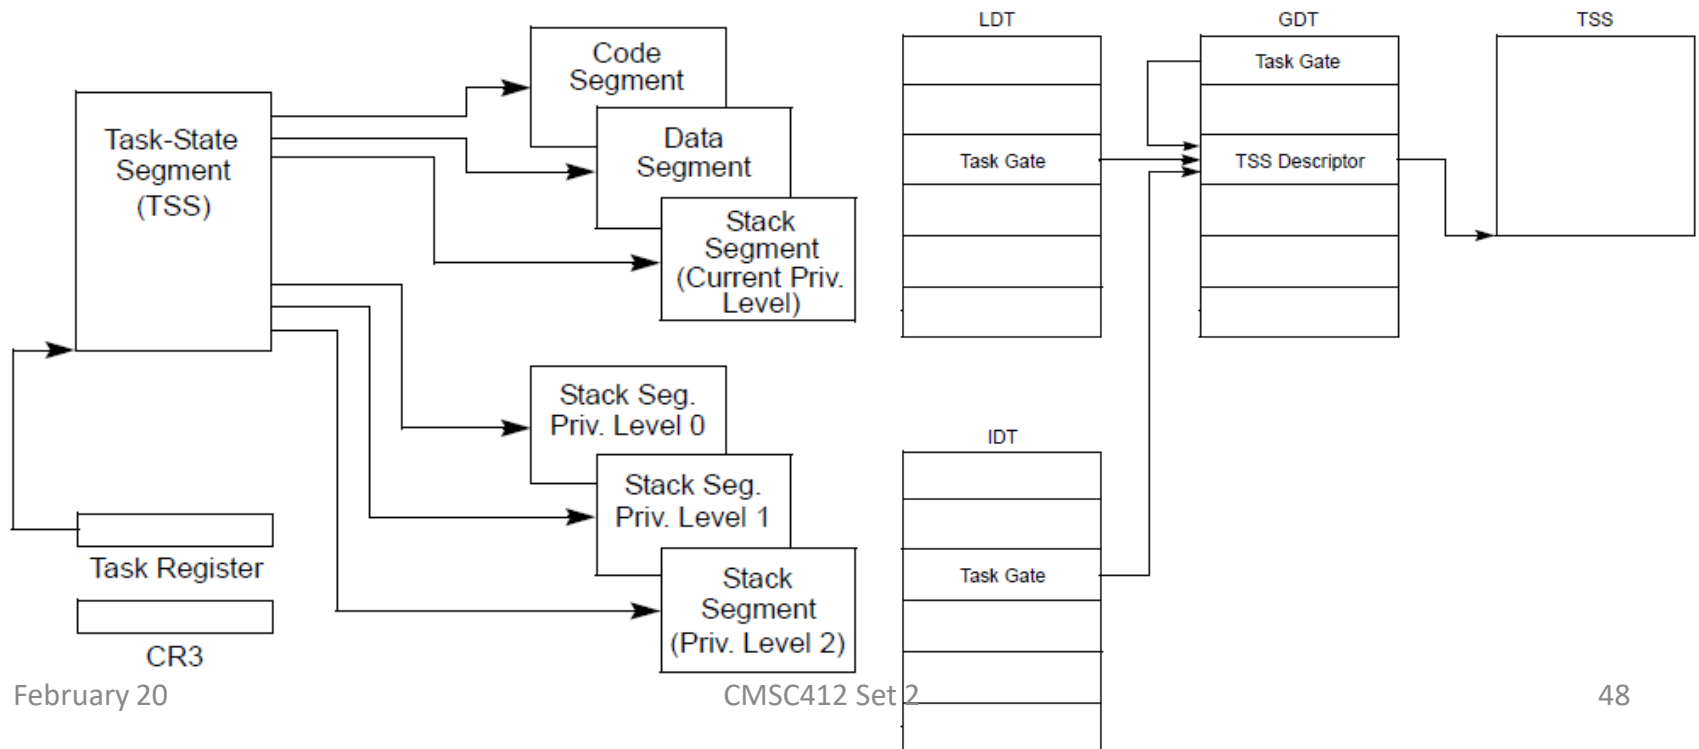 Task-State
Segment
(TSS)
Task Register
CR3
Code
Segment
Data
Segment
Stack
Segment
(Current Priv.
Level)
Stack Seg.
Priv. Level 0
Stack Seg.
Priv. Level 1
Stack
Segment
(Priv. Level 2)
LDT
Task Gate
GDT
Task Gate
TSS Descriptor
TSS
IDT
Task Gate
February 20
CMSC412 Set 2
48